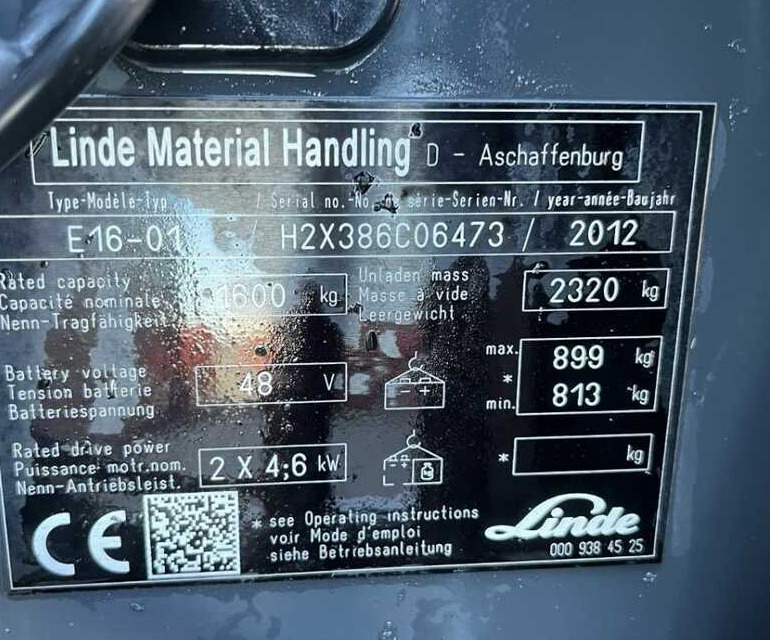 Linde Material Handling D - Aschaffenburg
Type-Modèle-Typ / Serial no.-No. de série-Serien-Nr. / year-année-Baujahr
E16-01 / H2X386C06473 / 2012
Rated capacity
Capacité nominale
Nenn-Tragfähigkeit
1600 kg
Unladen mass
Masse à vide
Leergewicht
2320 kg
Battery voltage
Tension batterie
Batteriespannung
48 V
- +
max. 899 kg
*
min. 813 kg
Rated drive power
Puissance motr.nom.
Nenn-Antriebsleist.
2 X 4;6 kW
* kg
CE
* see Operating instructions
voir Mode d'emploi
siehe Betriebsanleitung
Linde
000 938 45 25